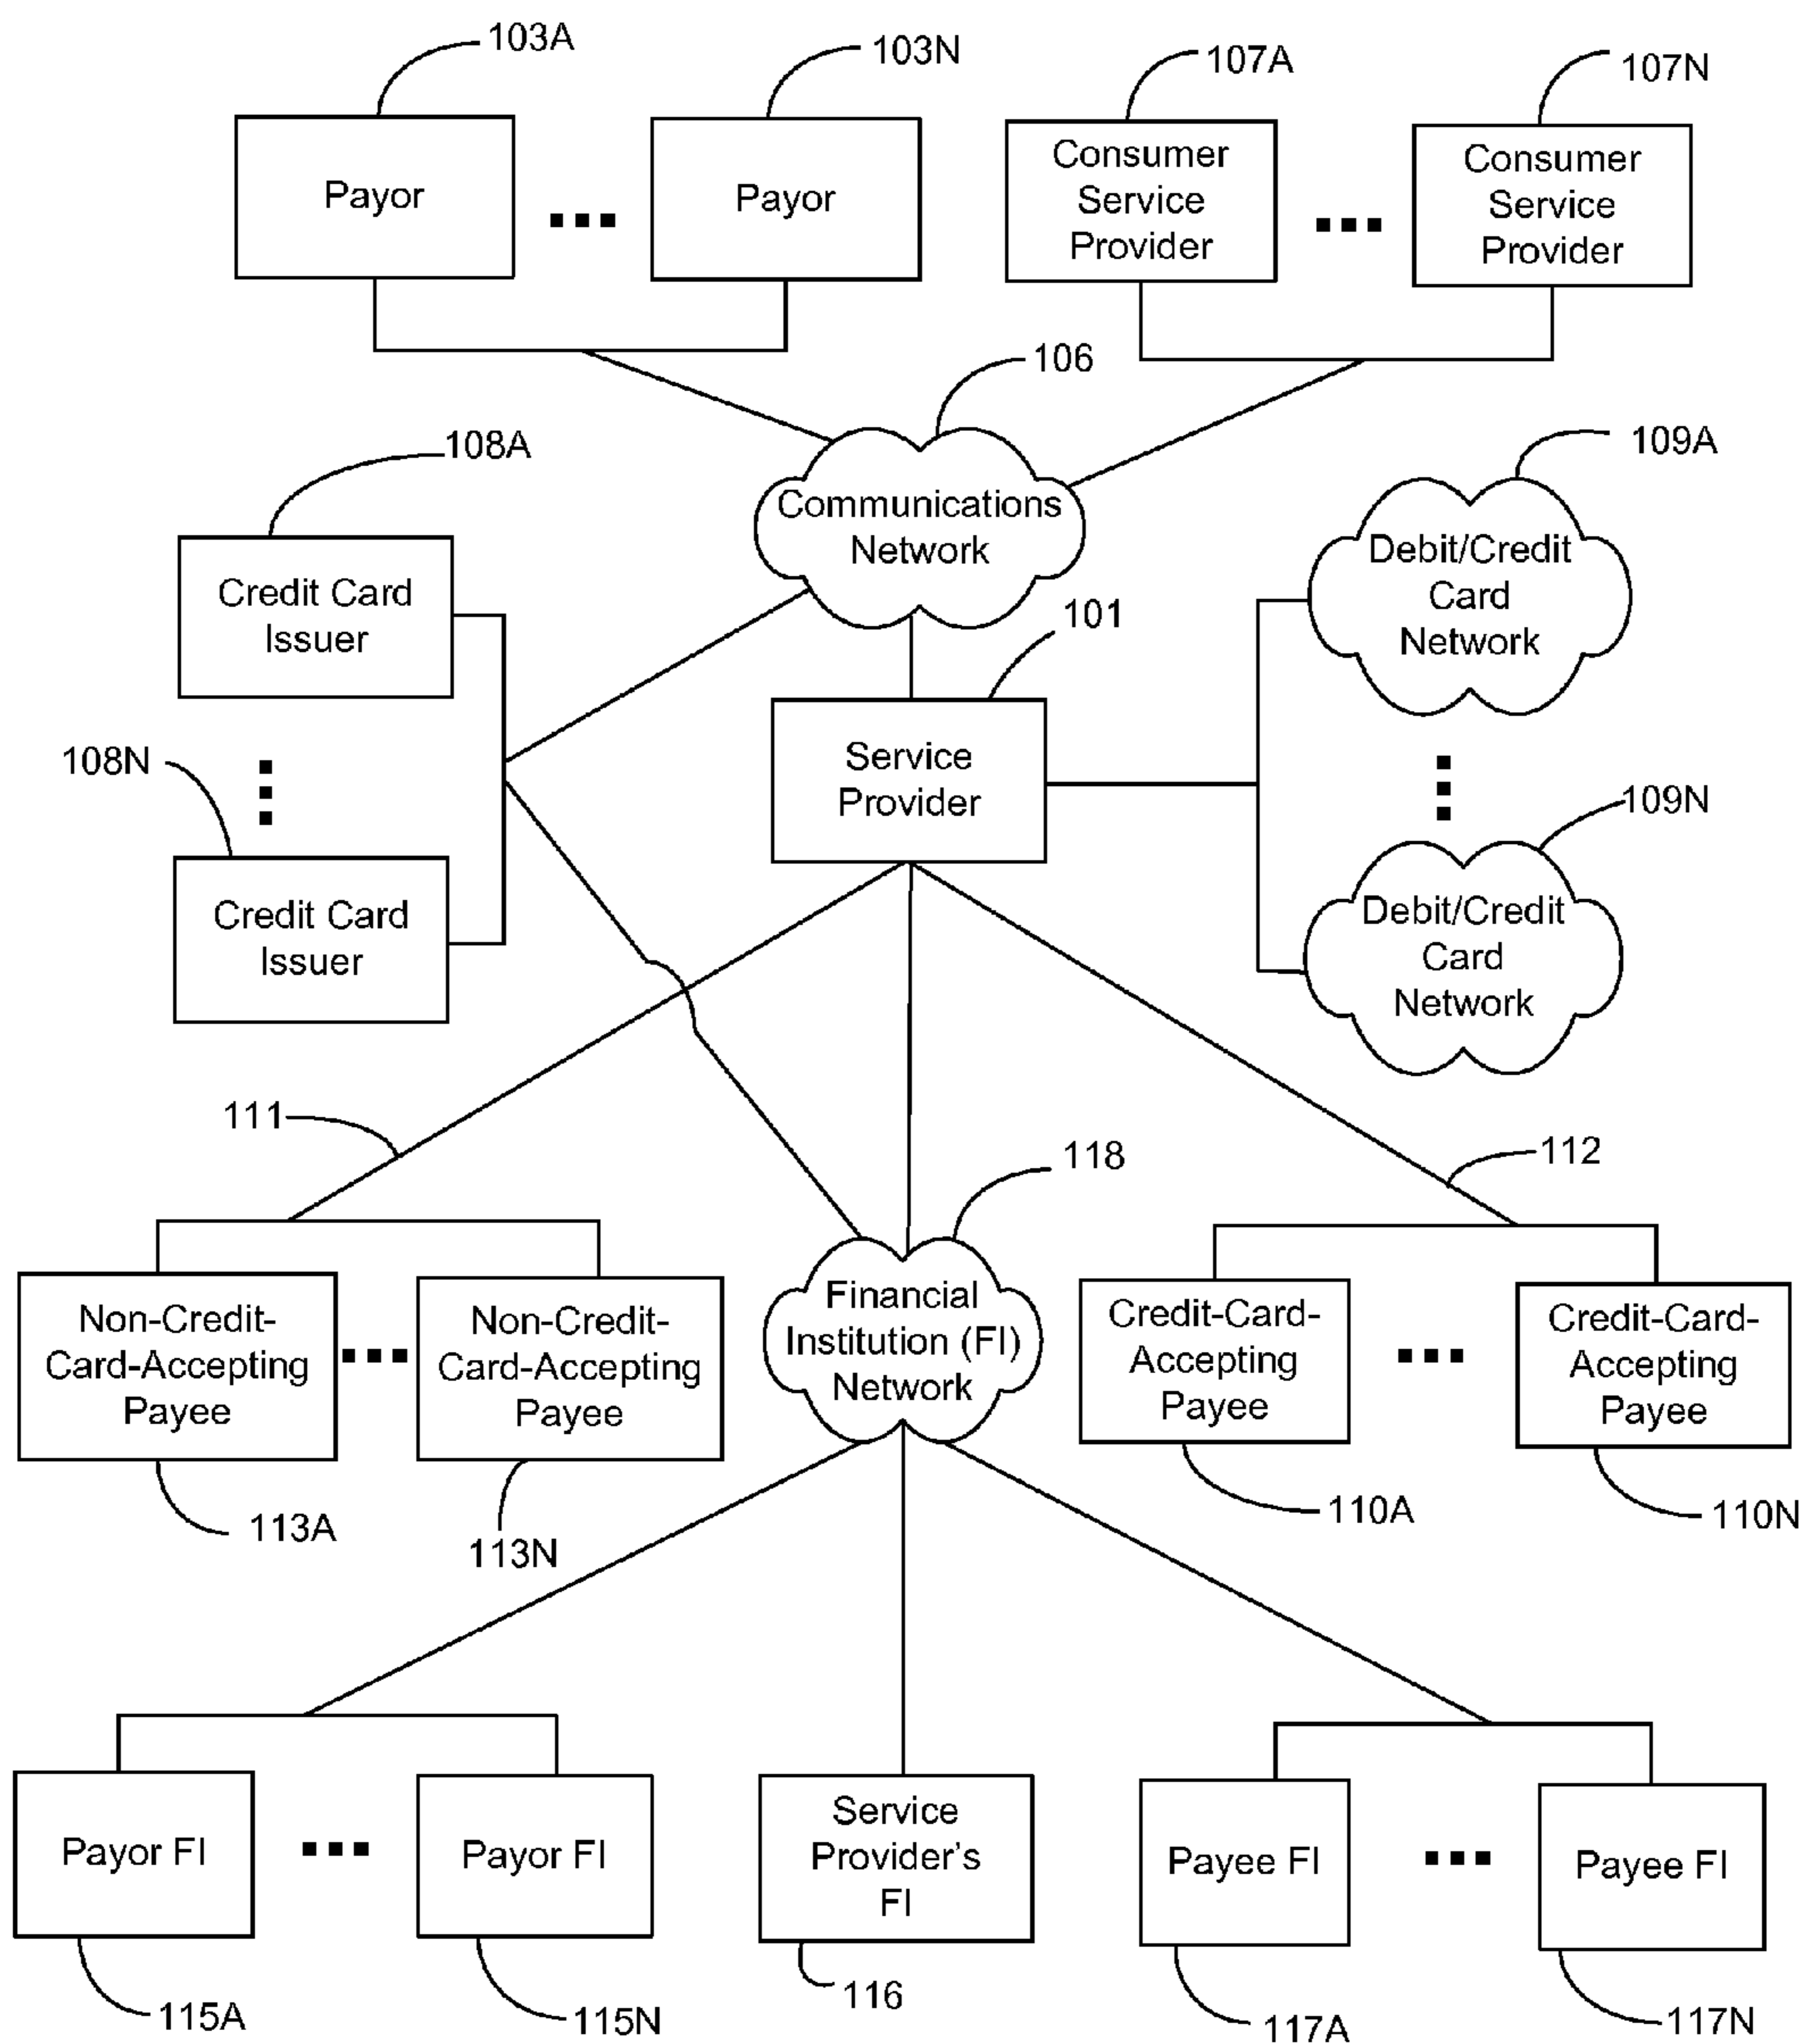 103A
103N
107A
107N
Payor
Payor
Consumer
Service
Provider
Consumer
Service
Provider
106
108A
109A
Communications
Network
Debit/Credit
Card
Network
Credit Card
Issuer
101
108N
Service
Provider
109N
Credit Card
Issuer
Debit/Credit
Card
Network
111
118
112
Non-Credit-
Card-Accepting
Payee
Non-Credit-
Card-Accepting
Payee
Financial
Institution (FI)
Network
Credit-Card-
Accepting
Payee
Credit-Card-
Accepting
Payee
113A
113N
110A
110N
Payor FI
Payor FI
Service
Provider's
FI
Payee FI
Payee FI
115A
115N
116
117A
117N